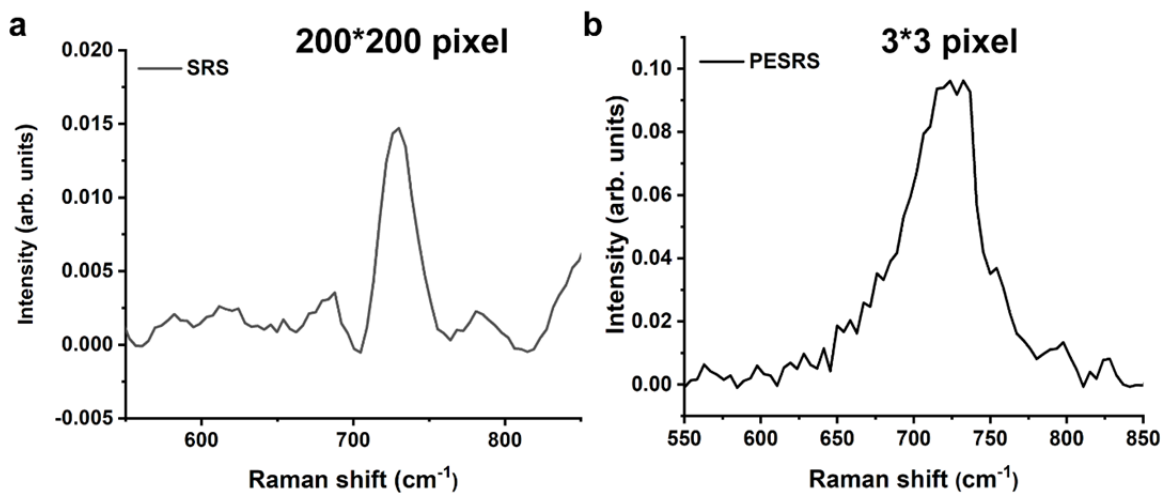 a
200*200 pixel
SRS
0.020
0.015
0.010
0.005
0.000
-0.005
Intensity (arb. units)
600
700
800
Raman shift (cm⁻¹)
b
3*3 pixel
PESRS
0.10
0.08
0.06
0.04
0.02
0.00
Intensity (arb. units)
550
600
650
700
750
800
850
Raman shift (cm⁻¹)